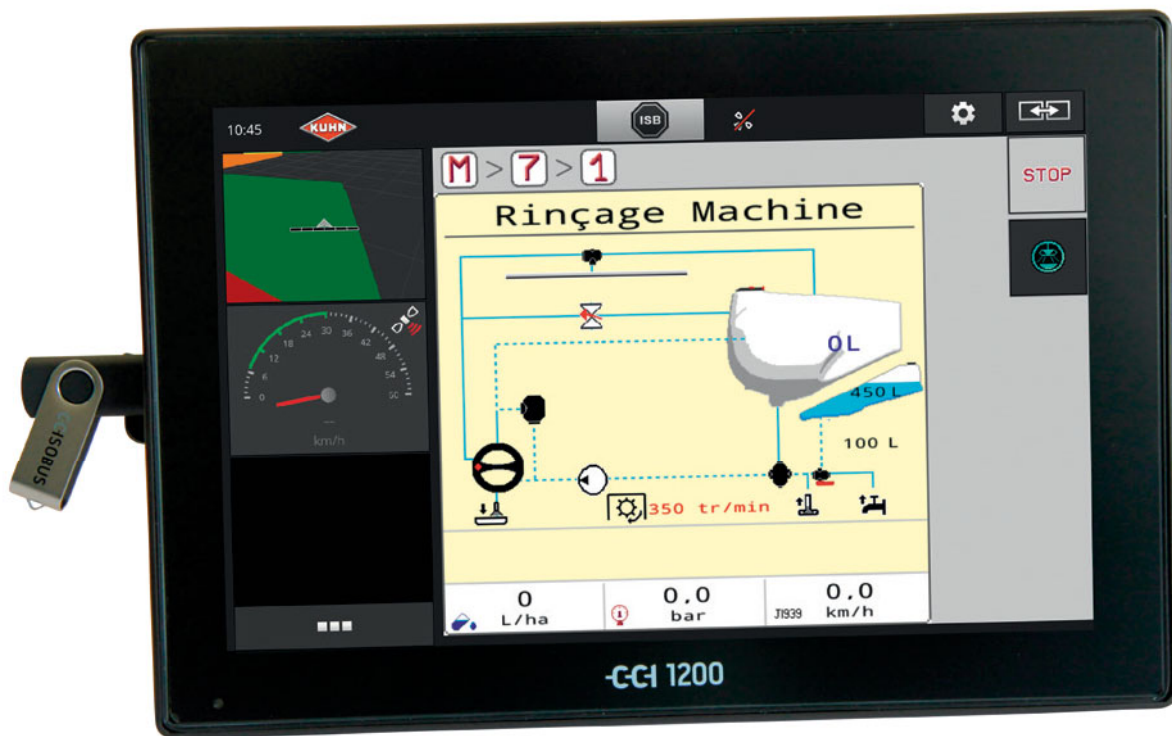 10:45
KUHN
ISB
M > 7 > 1
STOP
Rinçage Machine
0 6 12 18 24 30 36 42 48 54 60
---
km/h
0L
450 L
100 L
350 tr/min
0
L/ha
0.0
bar
J1939
0.0
km/h
CCI ISOBUS
-CCI 1200